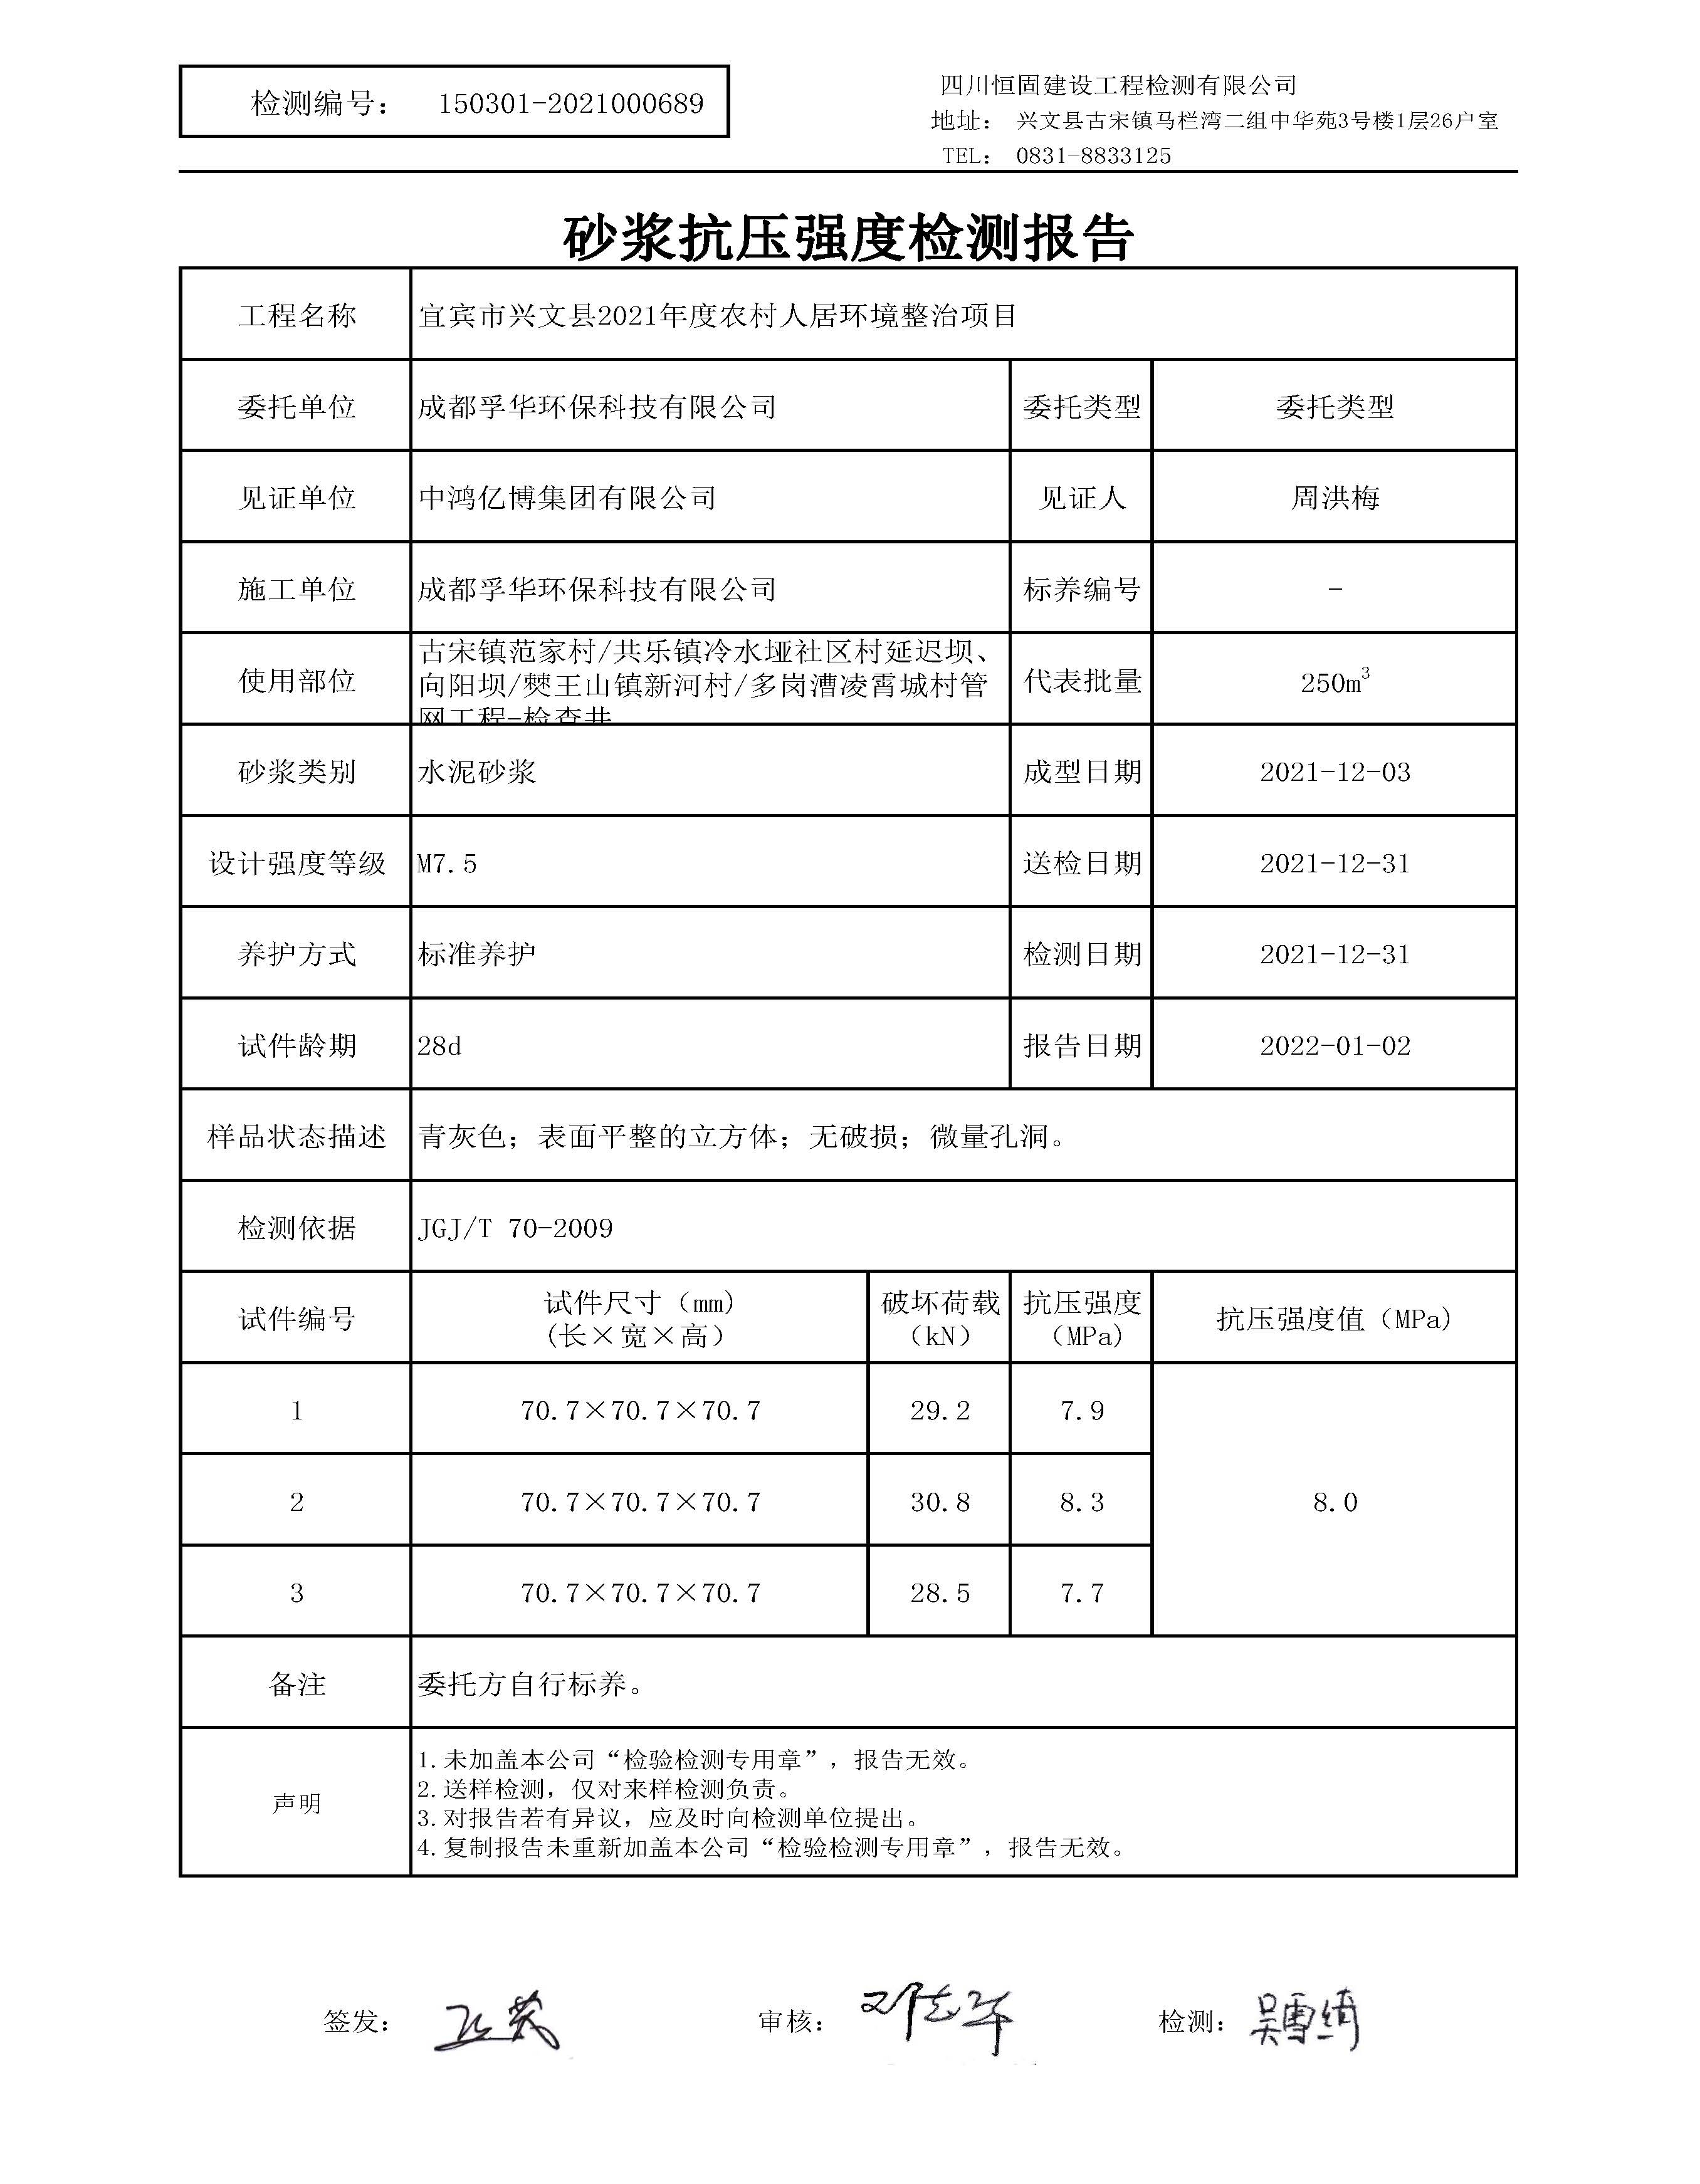 检测编号： 150301-2021000689
四川恒固建设工程检测有限公司
地址： 兴文县古宋镇马栏湾二组中华苑3号楼1层26户室
TEL： 0831-8833125
砂浆抗压强度检测报告
工程名称 宜宾市兴文县2021年度农村人居环境整治项目
委托单位 成都孚华环保科技有限公司 委托类型 委托类型
见证单位 中鸿亿博集团有限公司 见证人 周洪梅
施工单位 成都孚华环保科技有限公司 标养编号 -
使用部位 古宋镇范家村/共乐镇冷水垭社区村延迟坝、
向阳坝/僰王山镇新河村/多岗漕凌霄城村管
网工程-检查井
代表批量 250m³
砂浆类别 水泥砂浆 成型日期 2021-12-03
设计强度等级 M7.5 送检日期 2021-12-31
养护方式 标准养护 检测日期 2021-12-31
试件龄期 28d 报告日期 2022-01-02
样品状态描述 青灰色；表面平整的立方体；无破损；微量孔洞。
检测依据 JGJ/T 70-2009
试件编号 试件尺寸（mm）
(长×宽×高） 破坏荷载
（kN） 抗压强度
（MPa） 抗压强度值（MPa）
1 70.7×70.7×70.7 29.2 7.9
2 70.7×70.7×70.7 30.8 8.3 8.0
3 70.7×70.7×70.7 28.5 7.7
备注 委托方自行标养。
声明
1.未加盖本公司“检验检测专用章”，报告无效。
2.送样检测，仅对来样检测负责。
3.对报告若有异议，应及时向检测单位提出。
4.复制报告未重新加盖本公司“检验检测专用章”，报告无效。
签发： 审核： 邓志华 检测： 吴雪绮